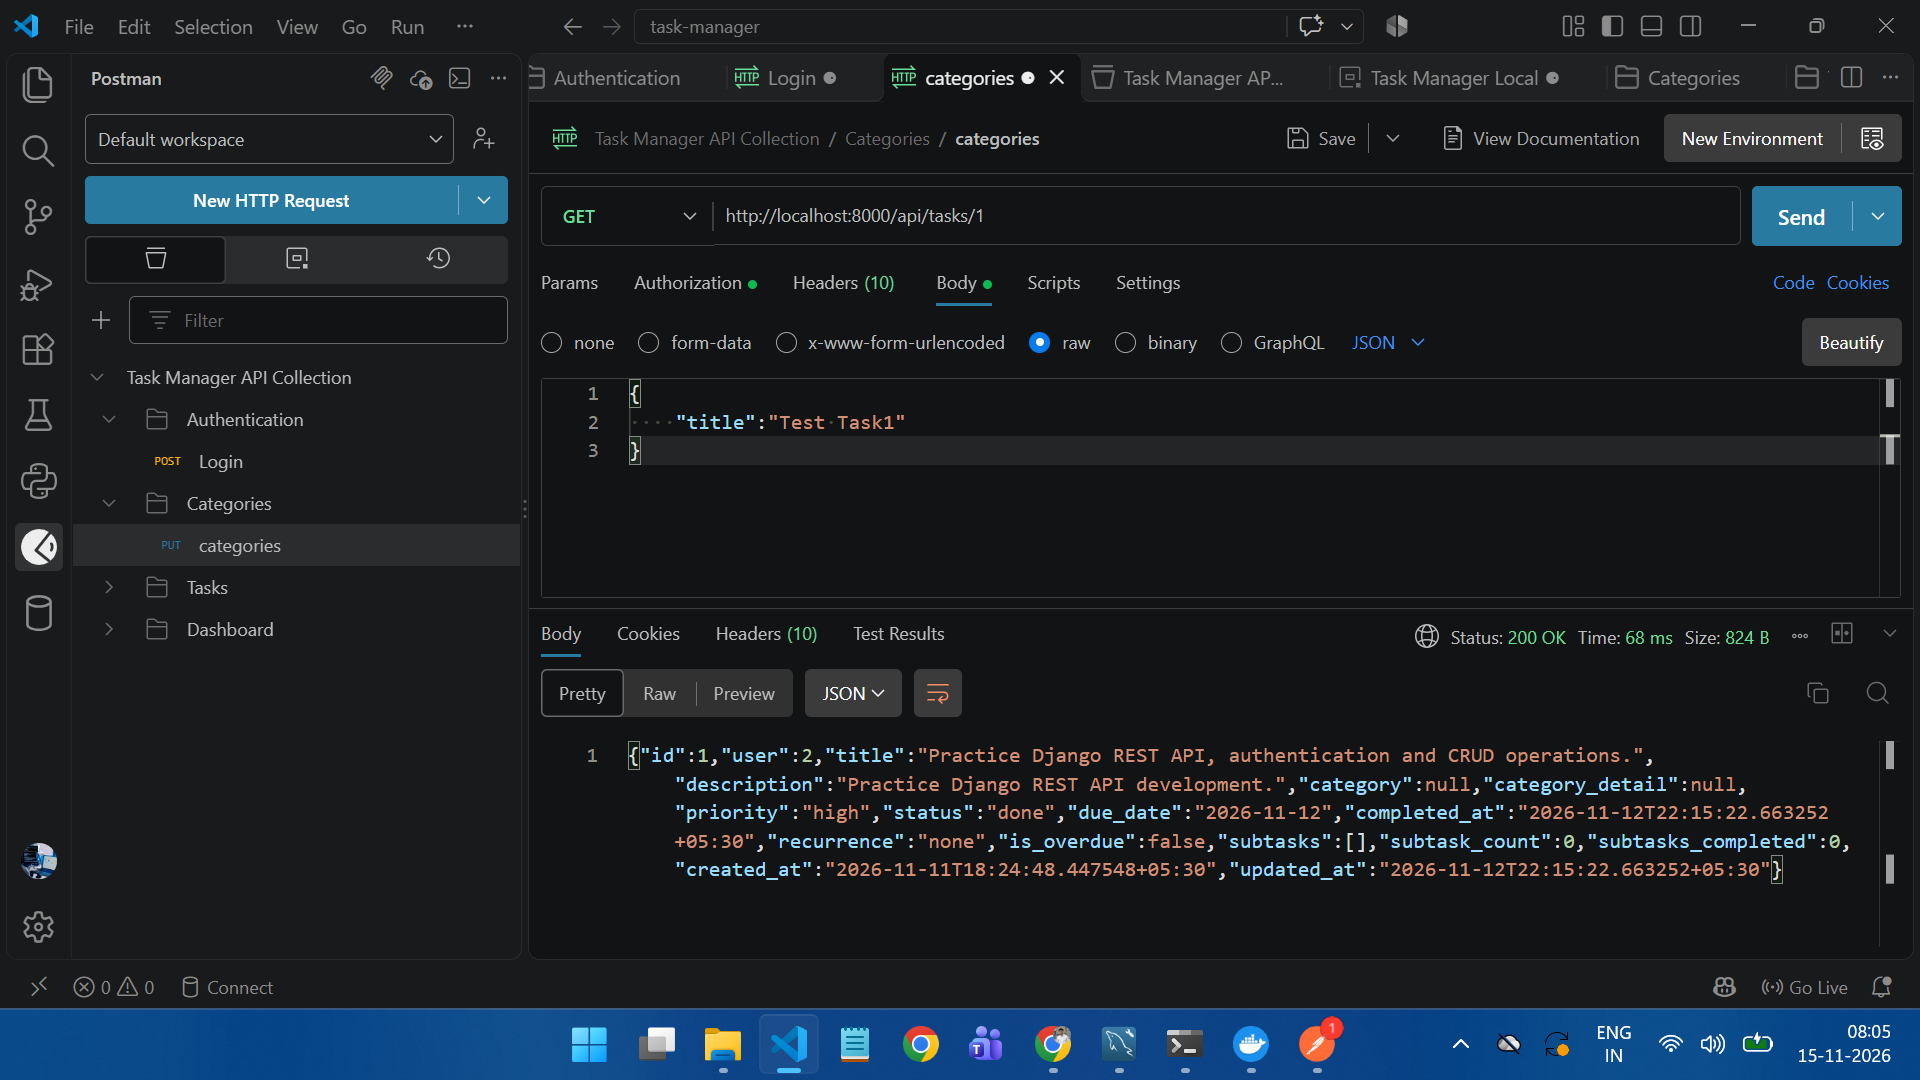 File Edit Selection View Go Run ···
task-manager
Postman
Authentication
HTTP Login
HTTP categories
Task Manager AP...
Task Manager Local
Categories
Default workspace
HTTP Task Manager API Collection / Categories / categories
Save
View Documentation
New Environment
New HTTP Request
GET http://localhost:8000/api/tasks/1
Send
Params Authorization Headers (10) Body Scripts Settings
Code Cookies
Filter
none form-data x-www-form-urlencoded raw binary GraphQL JSON
Beautify
Task Manager API Collection
Authentication
POST Login
Categories
PUT categories
Tasks
Dashboard
1 {
2 ····"title":"Test·Task1"
3 }
Body Cookies Headers (10) Test Results
Status: 200 OK Time: 68 ms Size: 824 B
Pretty Raw Preview JSON
1 {"id":1,"user":2,"title":"Practice Django REST API, authentication and CRUD operations.",
"description":"Practice Django REST API development.","category":null,"category_detail":null,
"priority":"high","status":"done","due_date":"2026-11-12","completed_at":"2026-11-12T22:15:22.663252
+05:30","recurrence":"none","is_overdue":false,"subtasks":[],"subtask_count":0,"subtasks_completed":0,
"created_at":"2026-11-11T18:24:48.447548+05:30","updated_at":"2026-11-12T22:15:22.663252+05:30"}
0 0 Connect
Go Live
1
ENG
IN
08:05
15-11-2026